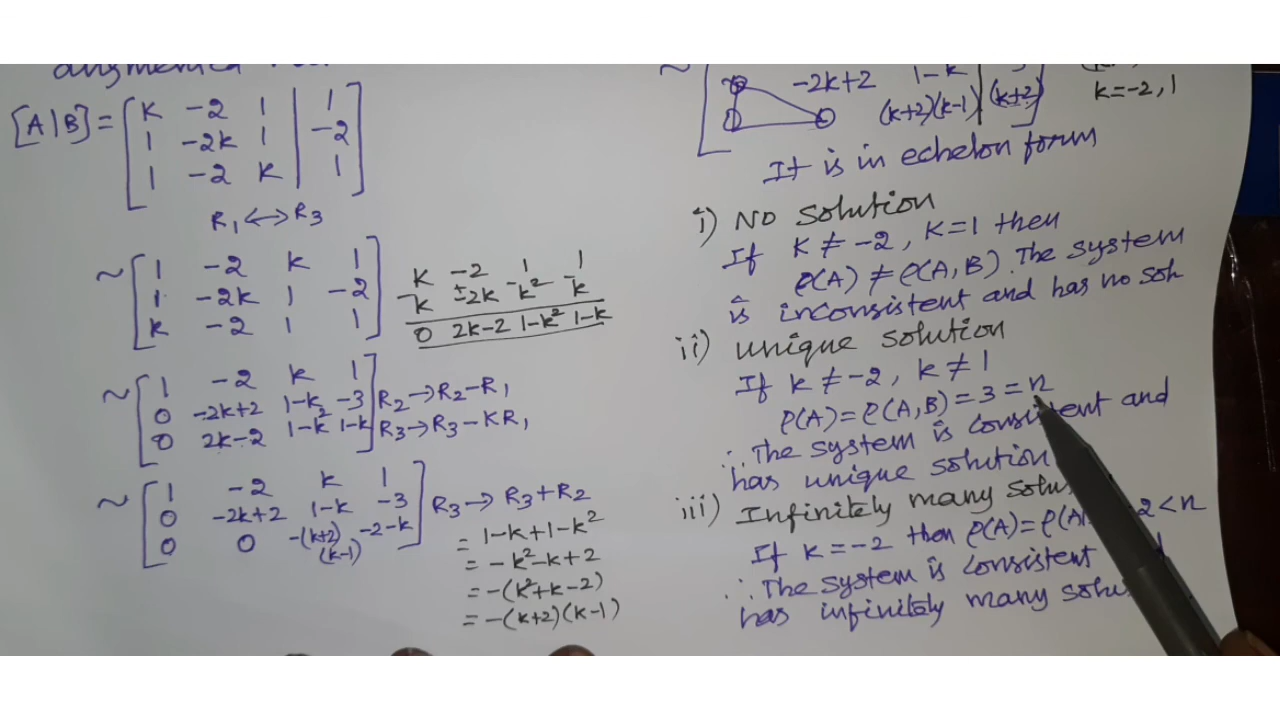 augmented
[A|B] = [ K -2 1 | 1
1 -2K 1 | -2
1 -2 K | 1 ]
R₁ ↔ R₃
~ [ 1 -2 K 1
1 -2K 1 -2
K -2 1 1 ]
K -2 1 1
-K ±2K -K² -K
0 2K-2 1-K² 1-K
~ [ 1 -2 K 1
0 -2K+2 1-K -3
0 2K-2 1-K² 1-K ]
R₂→R₂-R₁
R₃→R₃-KR₁
~ [ 1 -2 K 1
0 -2K+2 1-K -3
0 0 -(K+2)(K-1) -2-K ]
R₃→ R₃+R₂
= 1-K+1-K²
= -K²-K+2
= -(K²+K-2)
= -(K+2)(K-1)
~ [ -2K+2 1-K
(K+2)(K-1) (K+2) ]
K=-2,1
It is in echelon form
i) No solution
If K ≠ -2, K=1 then
ρ(A) ≠ ρ(A,B). The system
is inconsistent and has no soln
ii) unique solution
If K ≠ -2, K ≠ 1
ρ(A) = ρ(A,B) = 3 = n
∴ The system is consistent and
has unique solution
iii) Infinitely many solu
If K = -2 then ρ(A)=ρ(A 2 < n
∴ The system is consistent
has infinitely many solu